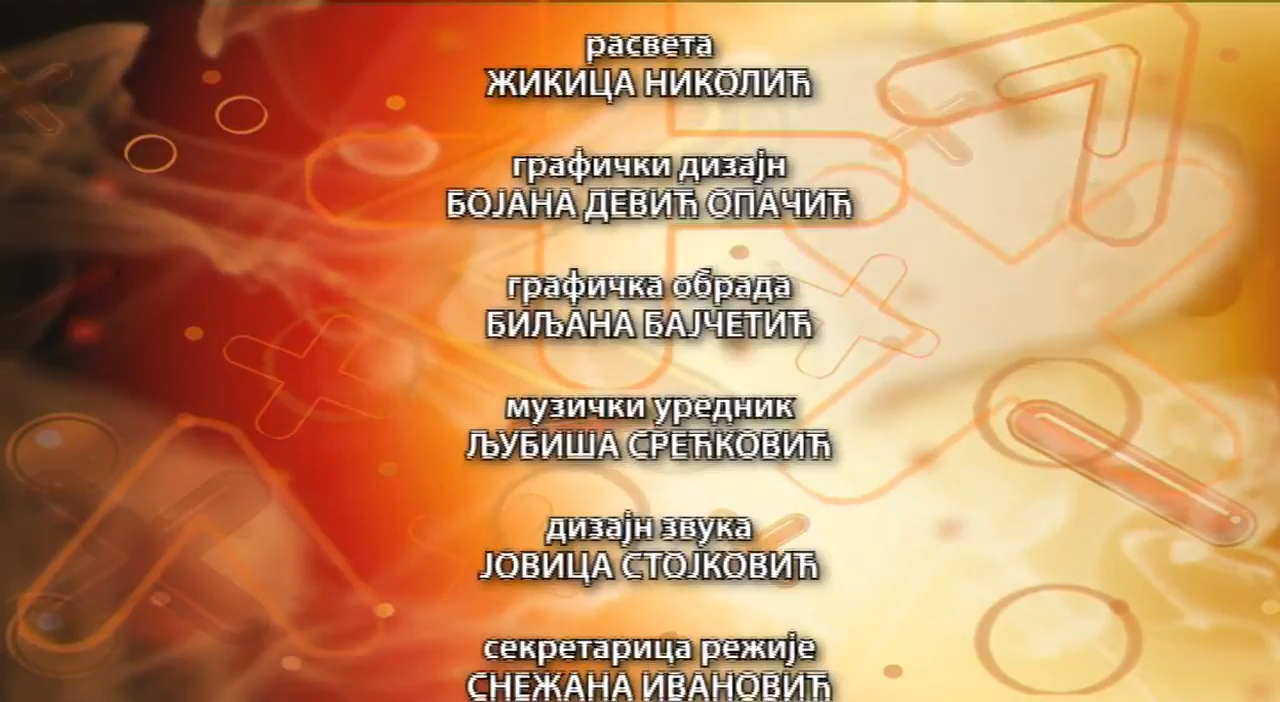 расвета
ЖИКИЦА НИКОЛИЋ
графички дизајн
БОЈАНА ДЕВИЋ ОПАЧИЋ
графичка обрада
БИЉАНА БАЈЧЕТИЋ
музички уредник
ЉУБИША СРЕЋКОВИЋ
дизајн звука
ЈОВИЦА СТОЈКОВИЋ
секретарица режије
СНЕЖАНА ИВАНОВИЋ